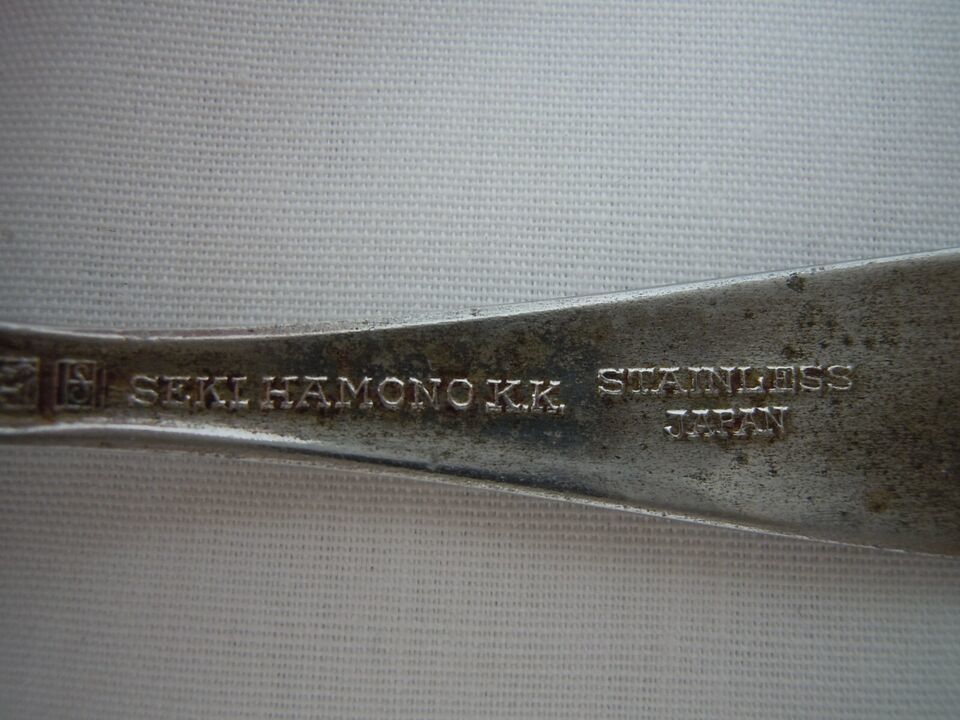 SEKI HAMONO K.K.
STAINLESS
JAPAN